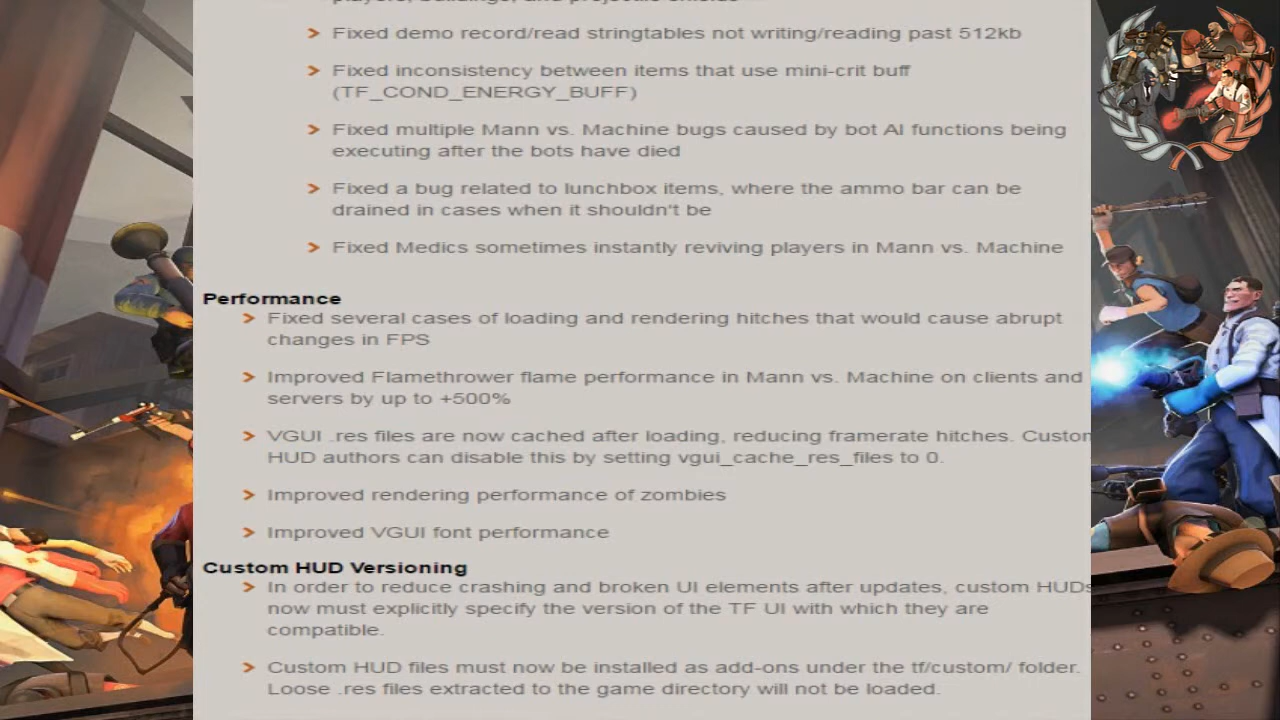 players, buildings, and projectile shields
Fixed demo record/read stringtables not writing/reading past 512kb
Fixed inconsistency between items that use mini-crit buff
(TF_COND_ENERGY_BUFF)
Fixed multiple Mann vs. Machine bugs caused by bot AI functions being
executing after the bots have died
Fixed a bug related to lunchbox items, where the ammo bar can be
drained in cases when it shouldn't be
Fixed Medics sometimes instantly reviving players in Mann vs. Machine
Performance
Fixed several cases of loading and rendering hitches that would cause abrupt
changes in FPS
Improved Flamethrower flame performance in Mann vs. Machine on clients and
servers by up to +500%
VGUI .res files are now cached after loading, reducing framerate hitches. Custom
HUD authors can disable this by setting vgui_cache_res_files to 0.
Improved rendering performance of zombies
Improved VGUI font performance
Custom HUD Versioning
In order to reduce crashing and broken UI elements after updates, custom HUDs
now must explicitly specify the version of the TF UI with which they are
compatible.
Custom HUD files must now be installed as add-ons under the tf/custom/ folder.
Loose .res files extracted to the game directory will not be loaded.